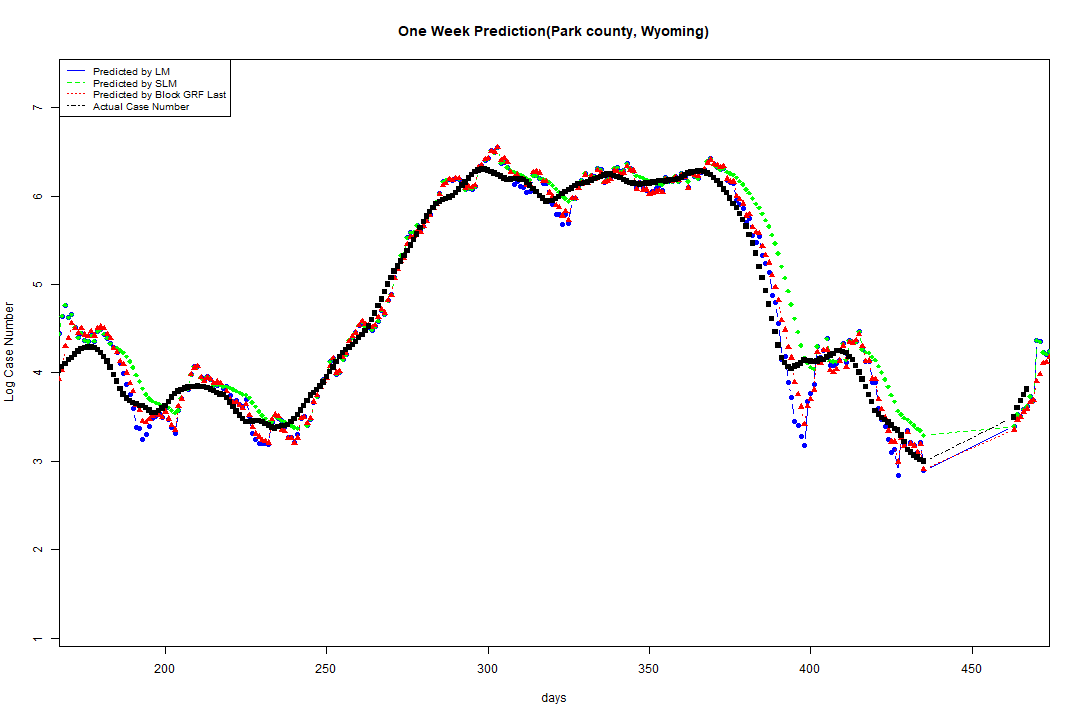 One Week Prediction(Park county, Wyoming)
Predicted by LM
Predicted by SLM
Predicted by Block GRF Last
Actual Case Number
7
6
5
4
3
2
1
Log Case Number
200 250 300 350 400 450
days